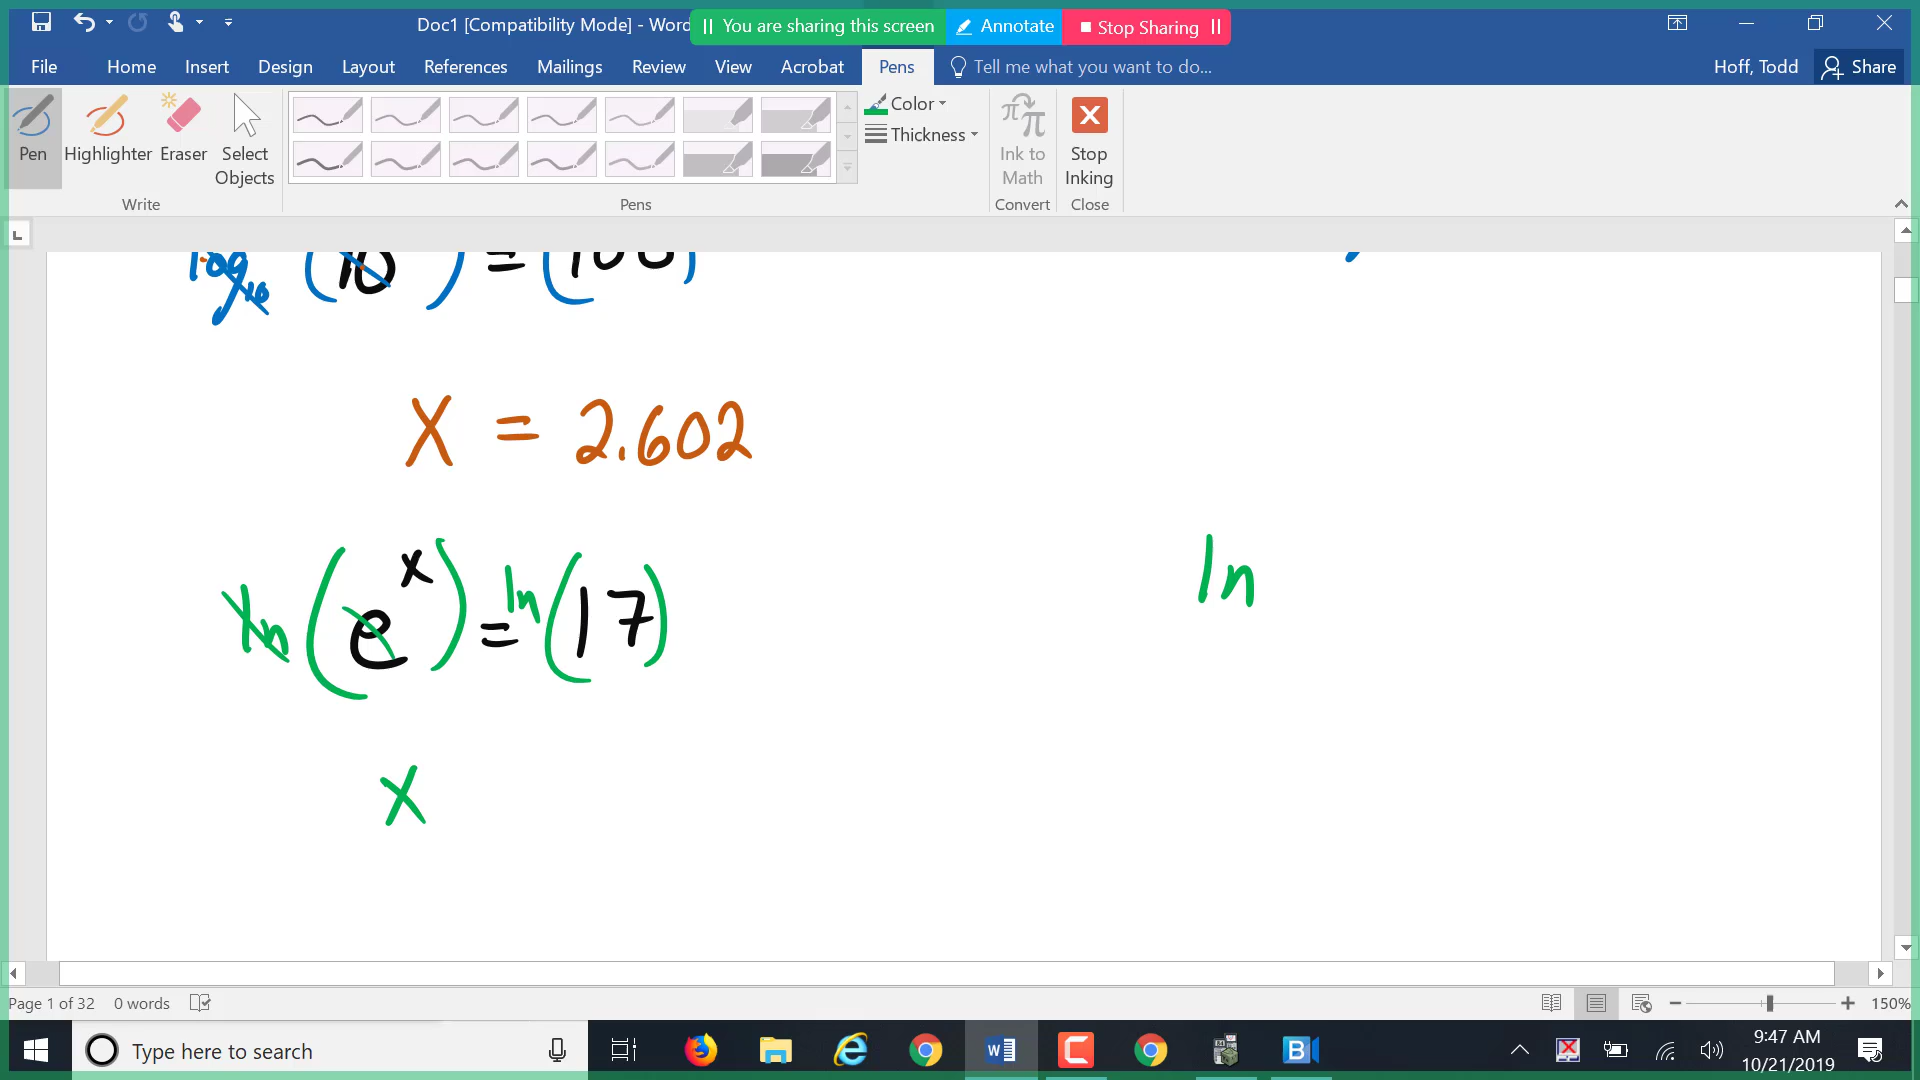 Doc1 [Compatibility Mode] - Word
You are sharing this screen
Annotate
Stop Sharing
File Home Insert Design Layout References Mailings Review View Acrobat Pens Tell me what you want to do... Hoff, Todd Share
Pen Highlighter Eraser Select Objects
Color
Thickness
Ink to Math
Stop Inking
Write Pens Convert Close
X = 2.602
ln(e^x) = ln(17)
ln
X
Page 1 of 32 0 words 150%
Type here to search
9:47 AM
10/21/2019